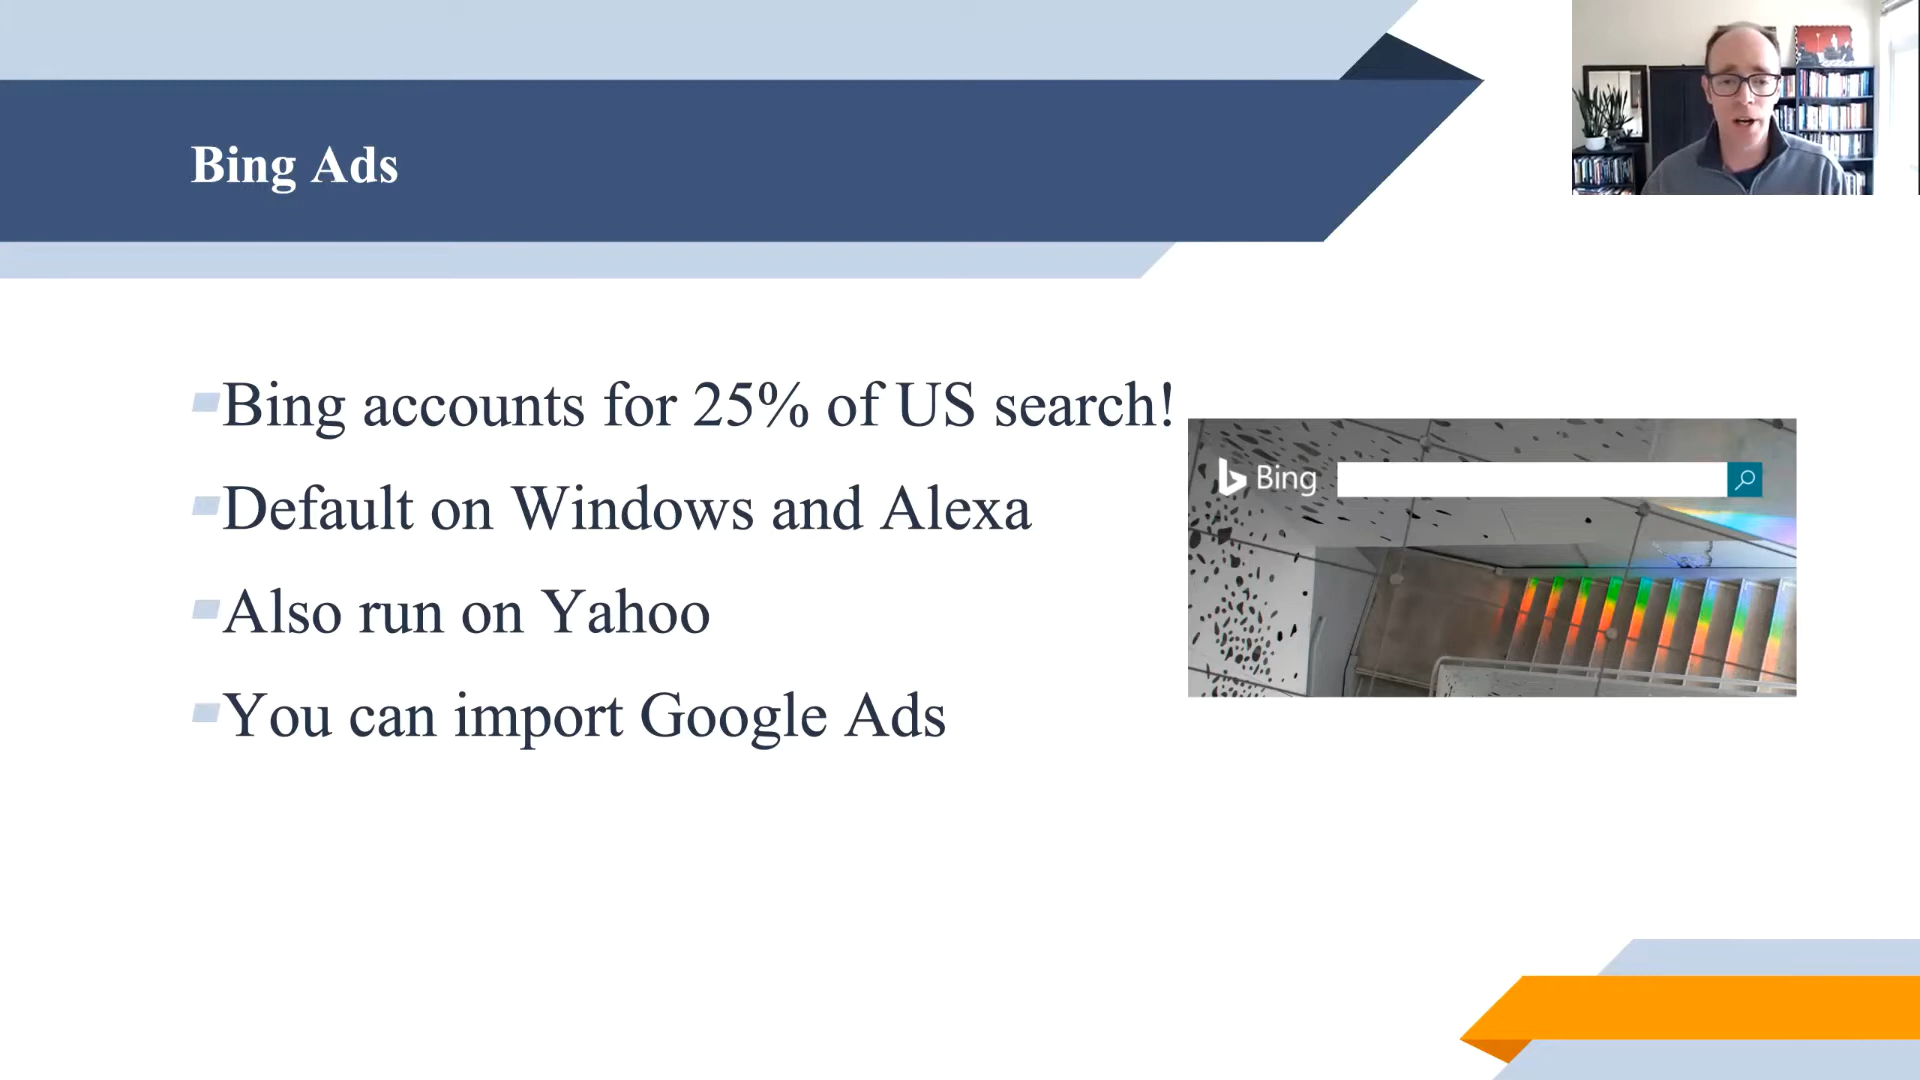 Bing Ads
Bing accounts for 25% of US search!
Default on Windows and Alexa
Also run on Yahoo
You can import Google Ads
Bing